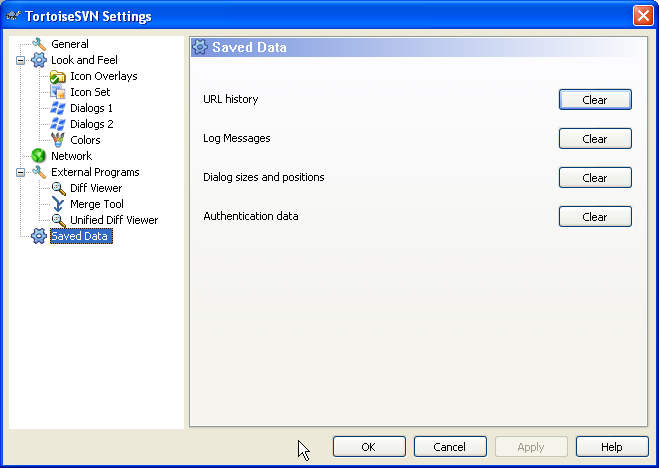 TortoiseSVN Settings
General
Look and Feel
Icon Overlays
Icon Set
Dialogs 1
Dialogs 2
Colors
Network
External Programs
Diff Viewer
Merge Tool
Unified Diff Viewer
Saved Data
Saved Data
URL history Clear
Log Messages Clear
Dialog sizes and positions Clear
Authentication data Clear
OK Cancel Apply Help